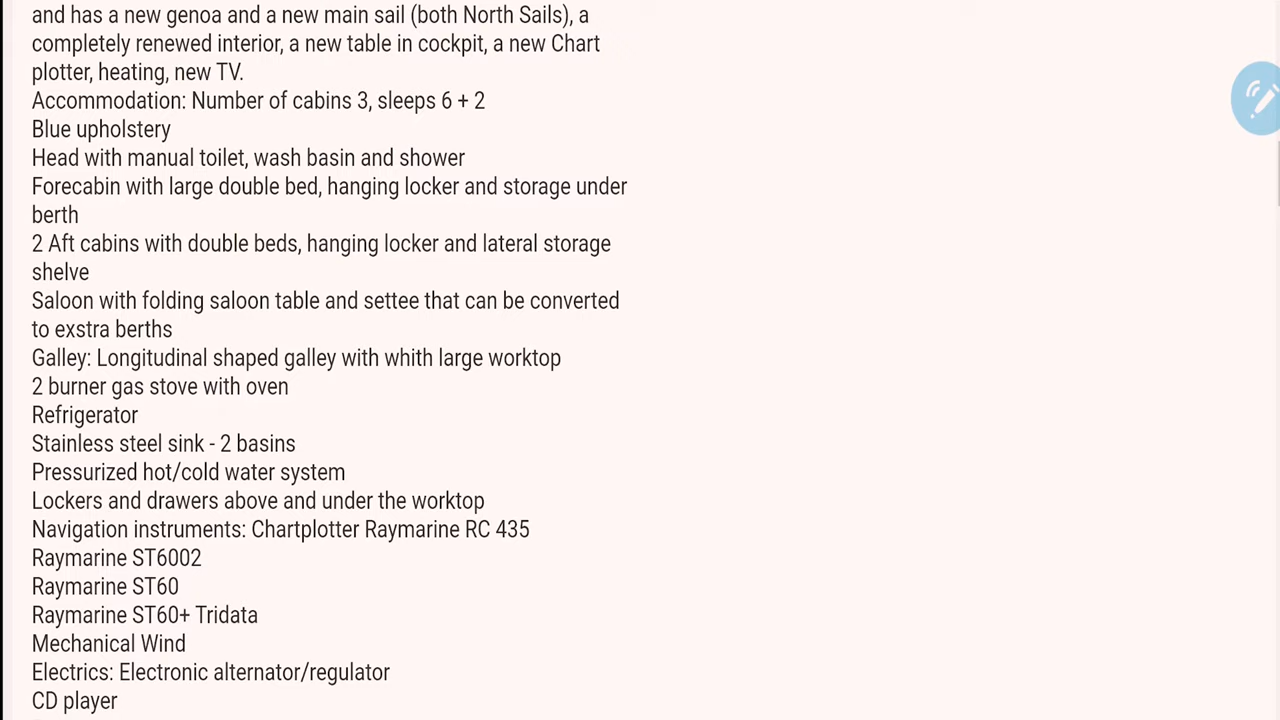 and has a new genoa and a new main sail (both North Sails), a
completely renewed interior, a new table in cockpit, a new Chart
plotter, heating, new TV.
Accommodation: Number of cabins 3, sleeps 6 + 2
Blue upholstery
Head with manual toilet, wash basin and shower
Forecabin with large double bed, hanging locker and storage under
berth
2 Aft cabins with double beds, hanging locker and lateral storage
shelve
Saloon with folding saloon table and settee that can be converted
to exstra berths
Galley: Longitudinal shaped galley with whith large worktop
2 burner gas stove with oven
Refrigerator
Stainless steel sink - 2 basins
Pressurized hot/cold water system
Lockers and drawers above and under the worktop
Navigation instruments: Chartplotter Raymarine RC 435
Raymarine ST6002
Raymarine ST60
Raymarine ST60+ Tridata
Mechanical Wind
Electrics: Electronic alternator/regulator
CD player